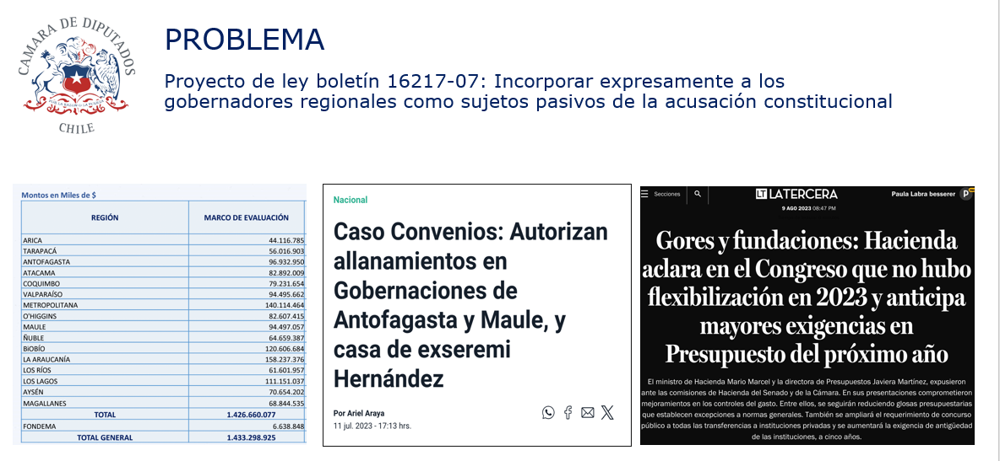 CAMARA DE DIPUTADOS
POR LA RAZON O LA FUERZA
CHILE
PROBLEMA
Proyecto de ley boletín 16217-07: Incorporar expresamente a los
gobernadores regionales como sujetos pasivos de la acusación constitucional
Montos en Miles de $
REGIÓN MARCO DE EVALUACIÓN
ARICA 44.116.785
TARAPACÁ 56.016.903
ANTOFAGASTA 96.932.950
ATACAMA 82.892.009
COQUIMBO 79.231.654
VALPARAÍSO 94.495.662
METROPOLITANA 140.114.464
O'HIGGINS 82.607.415
MAULE 94.497.057
ÑUBLE 64.659.387
BIOBÍO 120.606.684
LA ARAUCANÍA 158.237.376
LOS RÍOS 61.601.957
LOS LAGOS 111.151.037
AYSÉN 70.654.202
MAGALLANES 68.844.535
TOTAL 1.426.660.077
FONDEMA 6.638.848
TOTAL GENERAL 1.433.298.925
Nacional
Caso Convenios: Autorizan
allanamientos en
Gobernaciones de
Antofagasta y Maule, y
casa de exseremi
Hernández
Por Ariel Araya
11 jul. 2023 - 17:13 hrs.
Secciones
LT LATERCERA
Paula Labra besserer
P
9 AGO 2023 08:47 PM
Gores y fundaciones: Hacienda
aclara en el Congreso que no hubo
flexibilización en 2023 y anticipa
mayores exigencias en
Presupuesto del próximo año
El ministro de Hacienda Mario Marcel y la directora de Presupuestos Javiera Martínez, expusieron
ante las comisiones de Hacienda del Senado y de la Cámara. En sus presentaciones comprometieron
mejoramientos en los controles del gasto. Entre ellos, se seguirán reduciendo glosas presupuestarias
que establecen excepciones a normas generales. También se ampliará el requerimiento de concurso
público a todas las transferencias a instituciones privadas y se aumentará la exigencia de antigüedad
de las instituciones, a cinco años.